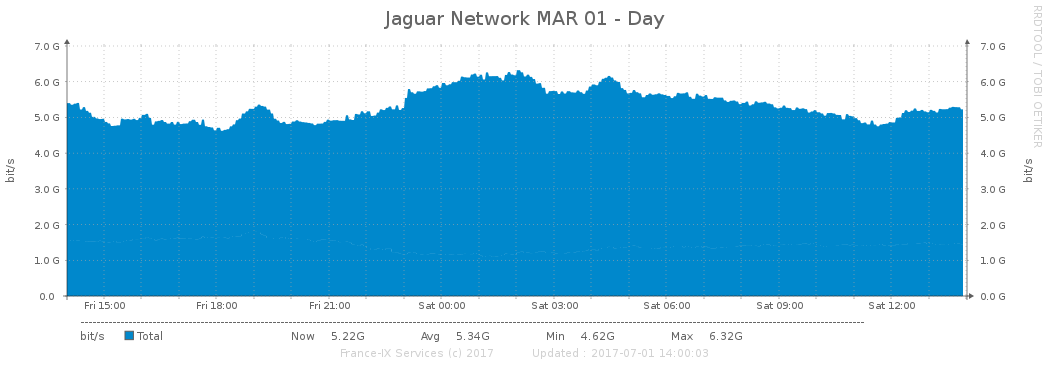 Jaguar Network MAR 01 - Day
RRDTOOL / TOBI OETIKER
7.0 G 7.0 G
6.0 G 6.0 G
5.0 G 5.0 G
4.0 G 4.0 G
3.0 G 3.0 G
2.0 G 2.0 G
1.0 G 1.0 G
0.0 0.0 G
bit/s
bit/s
Fri 15:00 Fri 18:00 Fri 21:00 Sat 00:00 Sat 03:00 Sat 06:00 Sat 09:00 Sat 12:00
bit/s Total Now 5.22G Avg 5.34G Min 4.62G Max 6.32G
France-IX Services (c) 2017 Updated : 2017-07-01 14:00:03